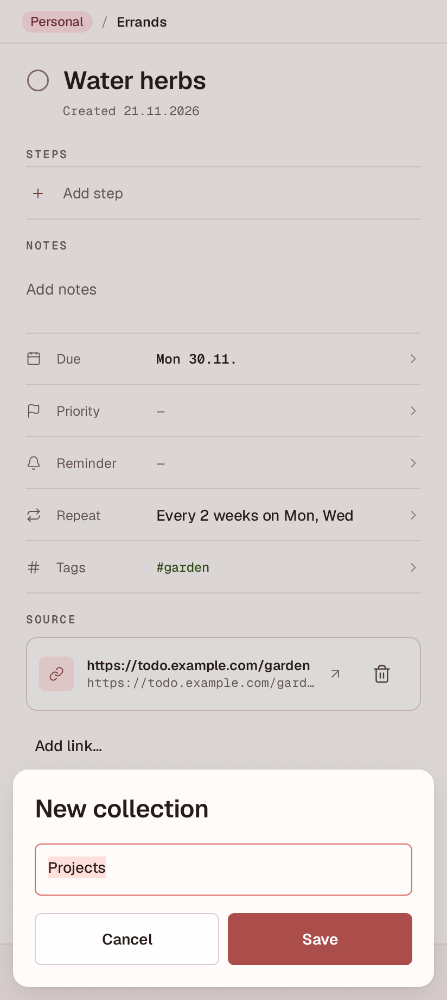 Personal / Errands
Water herbs
Created 21.11.2026
STEPS
+ Add step
NOTES
Add notes
Due Mon 30.11.
Priority –
Reminder –
Repeat Every 2 weeks on Mon, Wed
Tags #garden
SOURCE
https://todo.example.com/garden
https://todo.example.com/gard…
Add link…
New collection
Projects
Cancel Save